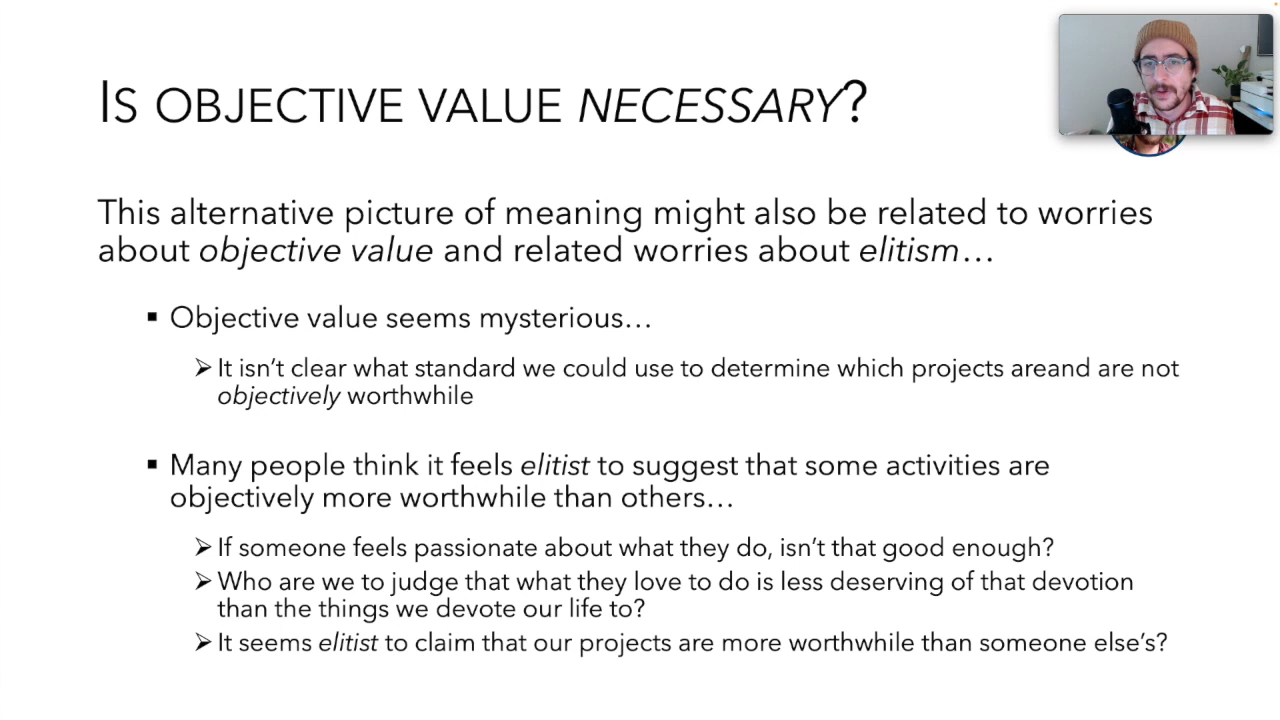 IS OBJECTIVE VALUE NECESSARY?
This alternative picture of meaning might also be related to worries
about objective value and related worries about elitism…
▪ Objective value seems mysterious…
➢ It isn't clear what standard we could use to determine which projects areand are not
objectively worthwhile
▪ Many people think it feels elitist to suggest that some activities are
objectively more worthwhile than others…
➢ If someone feels passionate about what they do, isn't that good enough?
➢ Who are we to judge that what they love to do is less deserving of that devotion
than the things we devote our life to?
➢ It seems elitist to claim that our projects are more worthwhile than someone else's?